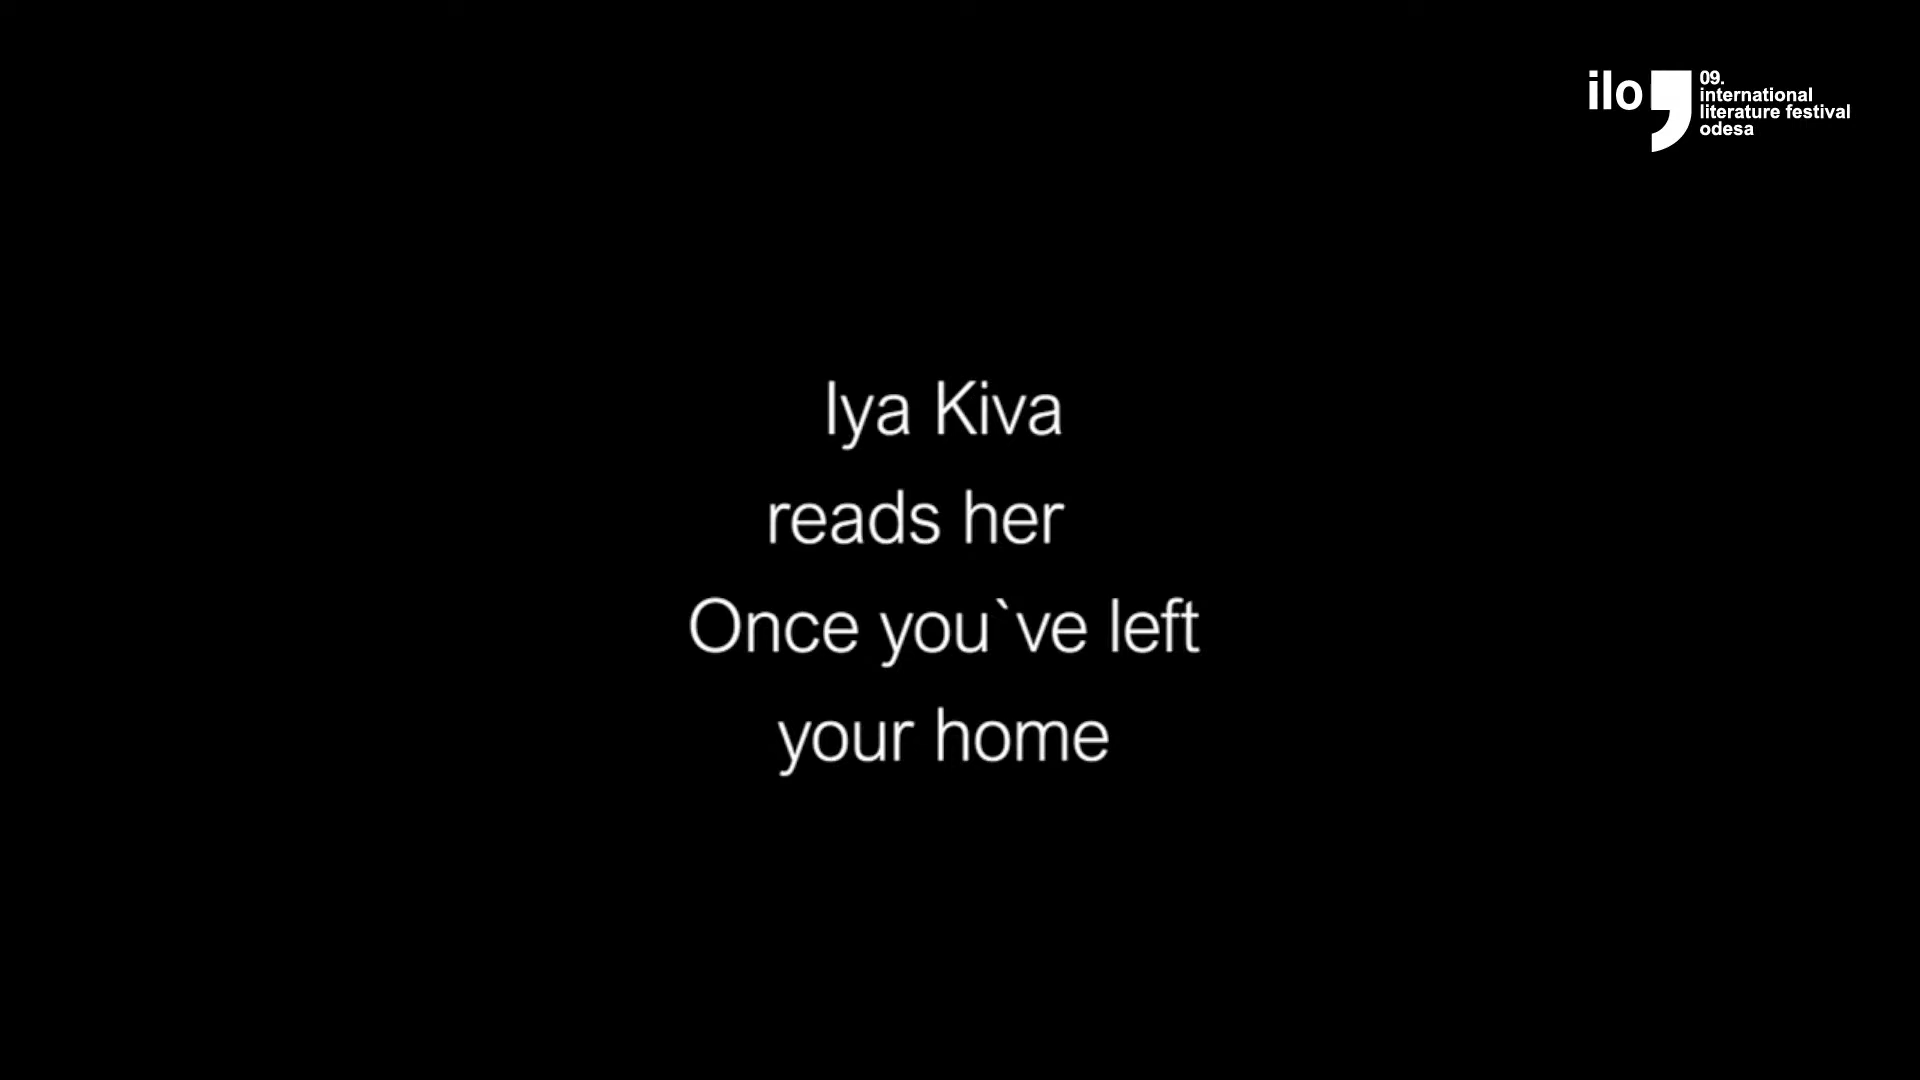 ilo
09.
international
literature festival
odesa
Iya Kiva
reads her
Once you`ve left
your home